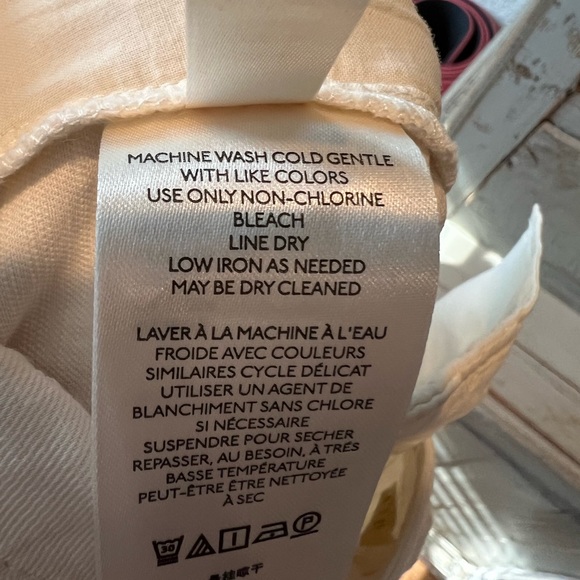 MACHINE WASH COLD GENTLE
WITH LIKE COLORS
USE ONLY NON-CHLORINE
BLEACH
LINE DRY
LOW IRON AS NEEDED
MAY BE DRY CLEANED
LAVER À LA MACHINE À L'EAU
FROIDE AVEC COULEURS
SIMILAIRES CYCLE DÉLICAT
UTILISER UN AGENT DE
BLANCHIMENT SANS CHLORE
SI NÉCESSAIRE
SUSPENDRE POUR SECHER
REPASSER, AU BESOIN, À TRÉS
BASSE TEMPÉRATURE
PEUT-ÊTRE ÊTRE NETTOYÉE
À SEC
30 P